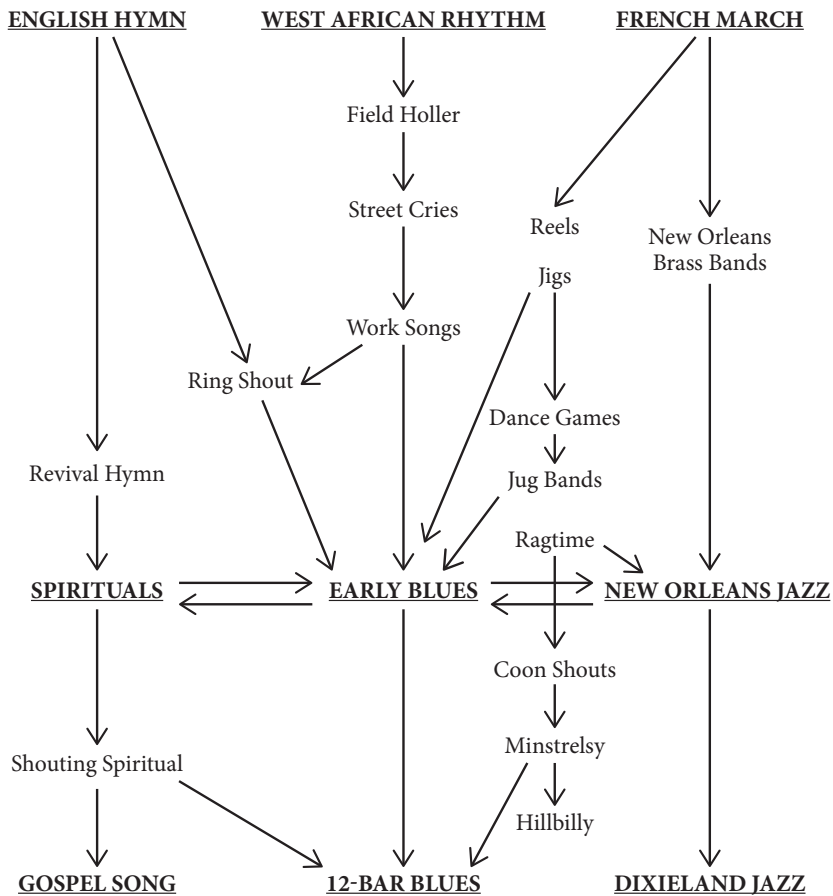 ENGLISH HYMN
WEST AFRICAN RHYTHM
FRENCH MARCH
Field Holler
Street Cries
Reels
New Orleans
Brass Bands
Jigs
Work Songs
Ring Shout
Dance Games
Revival Hymn
Jug Bands
Ragtime
SPIRITUALS
EARLY BLUES
NEW ORLEANS JAZZ
Coon Shouts
Minstrelsy
Shouting Spiritual
Hillbilly
GOSPEL SONG
12-BAR BLUES
DIXIELAND JAZZ